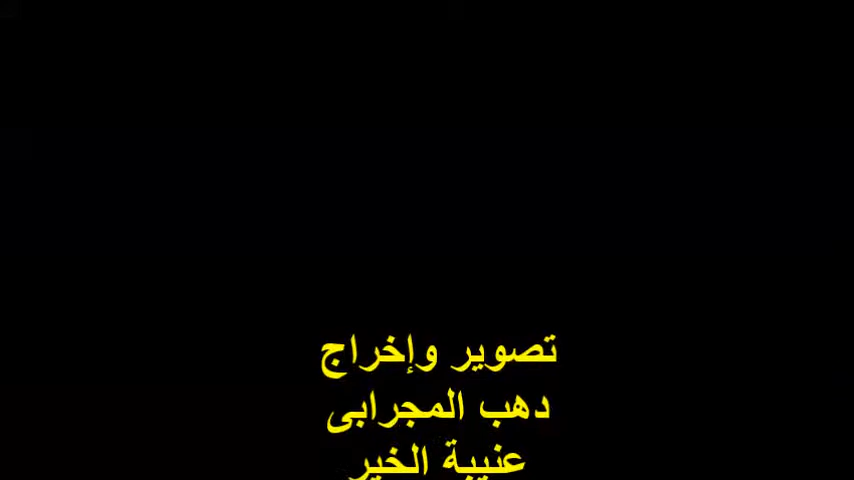 تصوير وإخراج
دهب المجرابى
عنيبة الخير